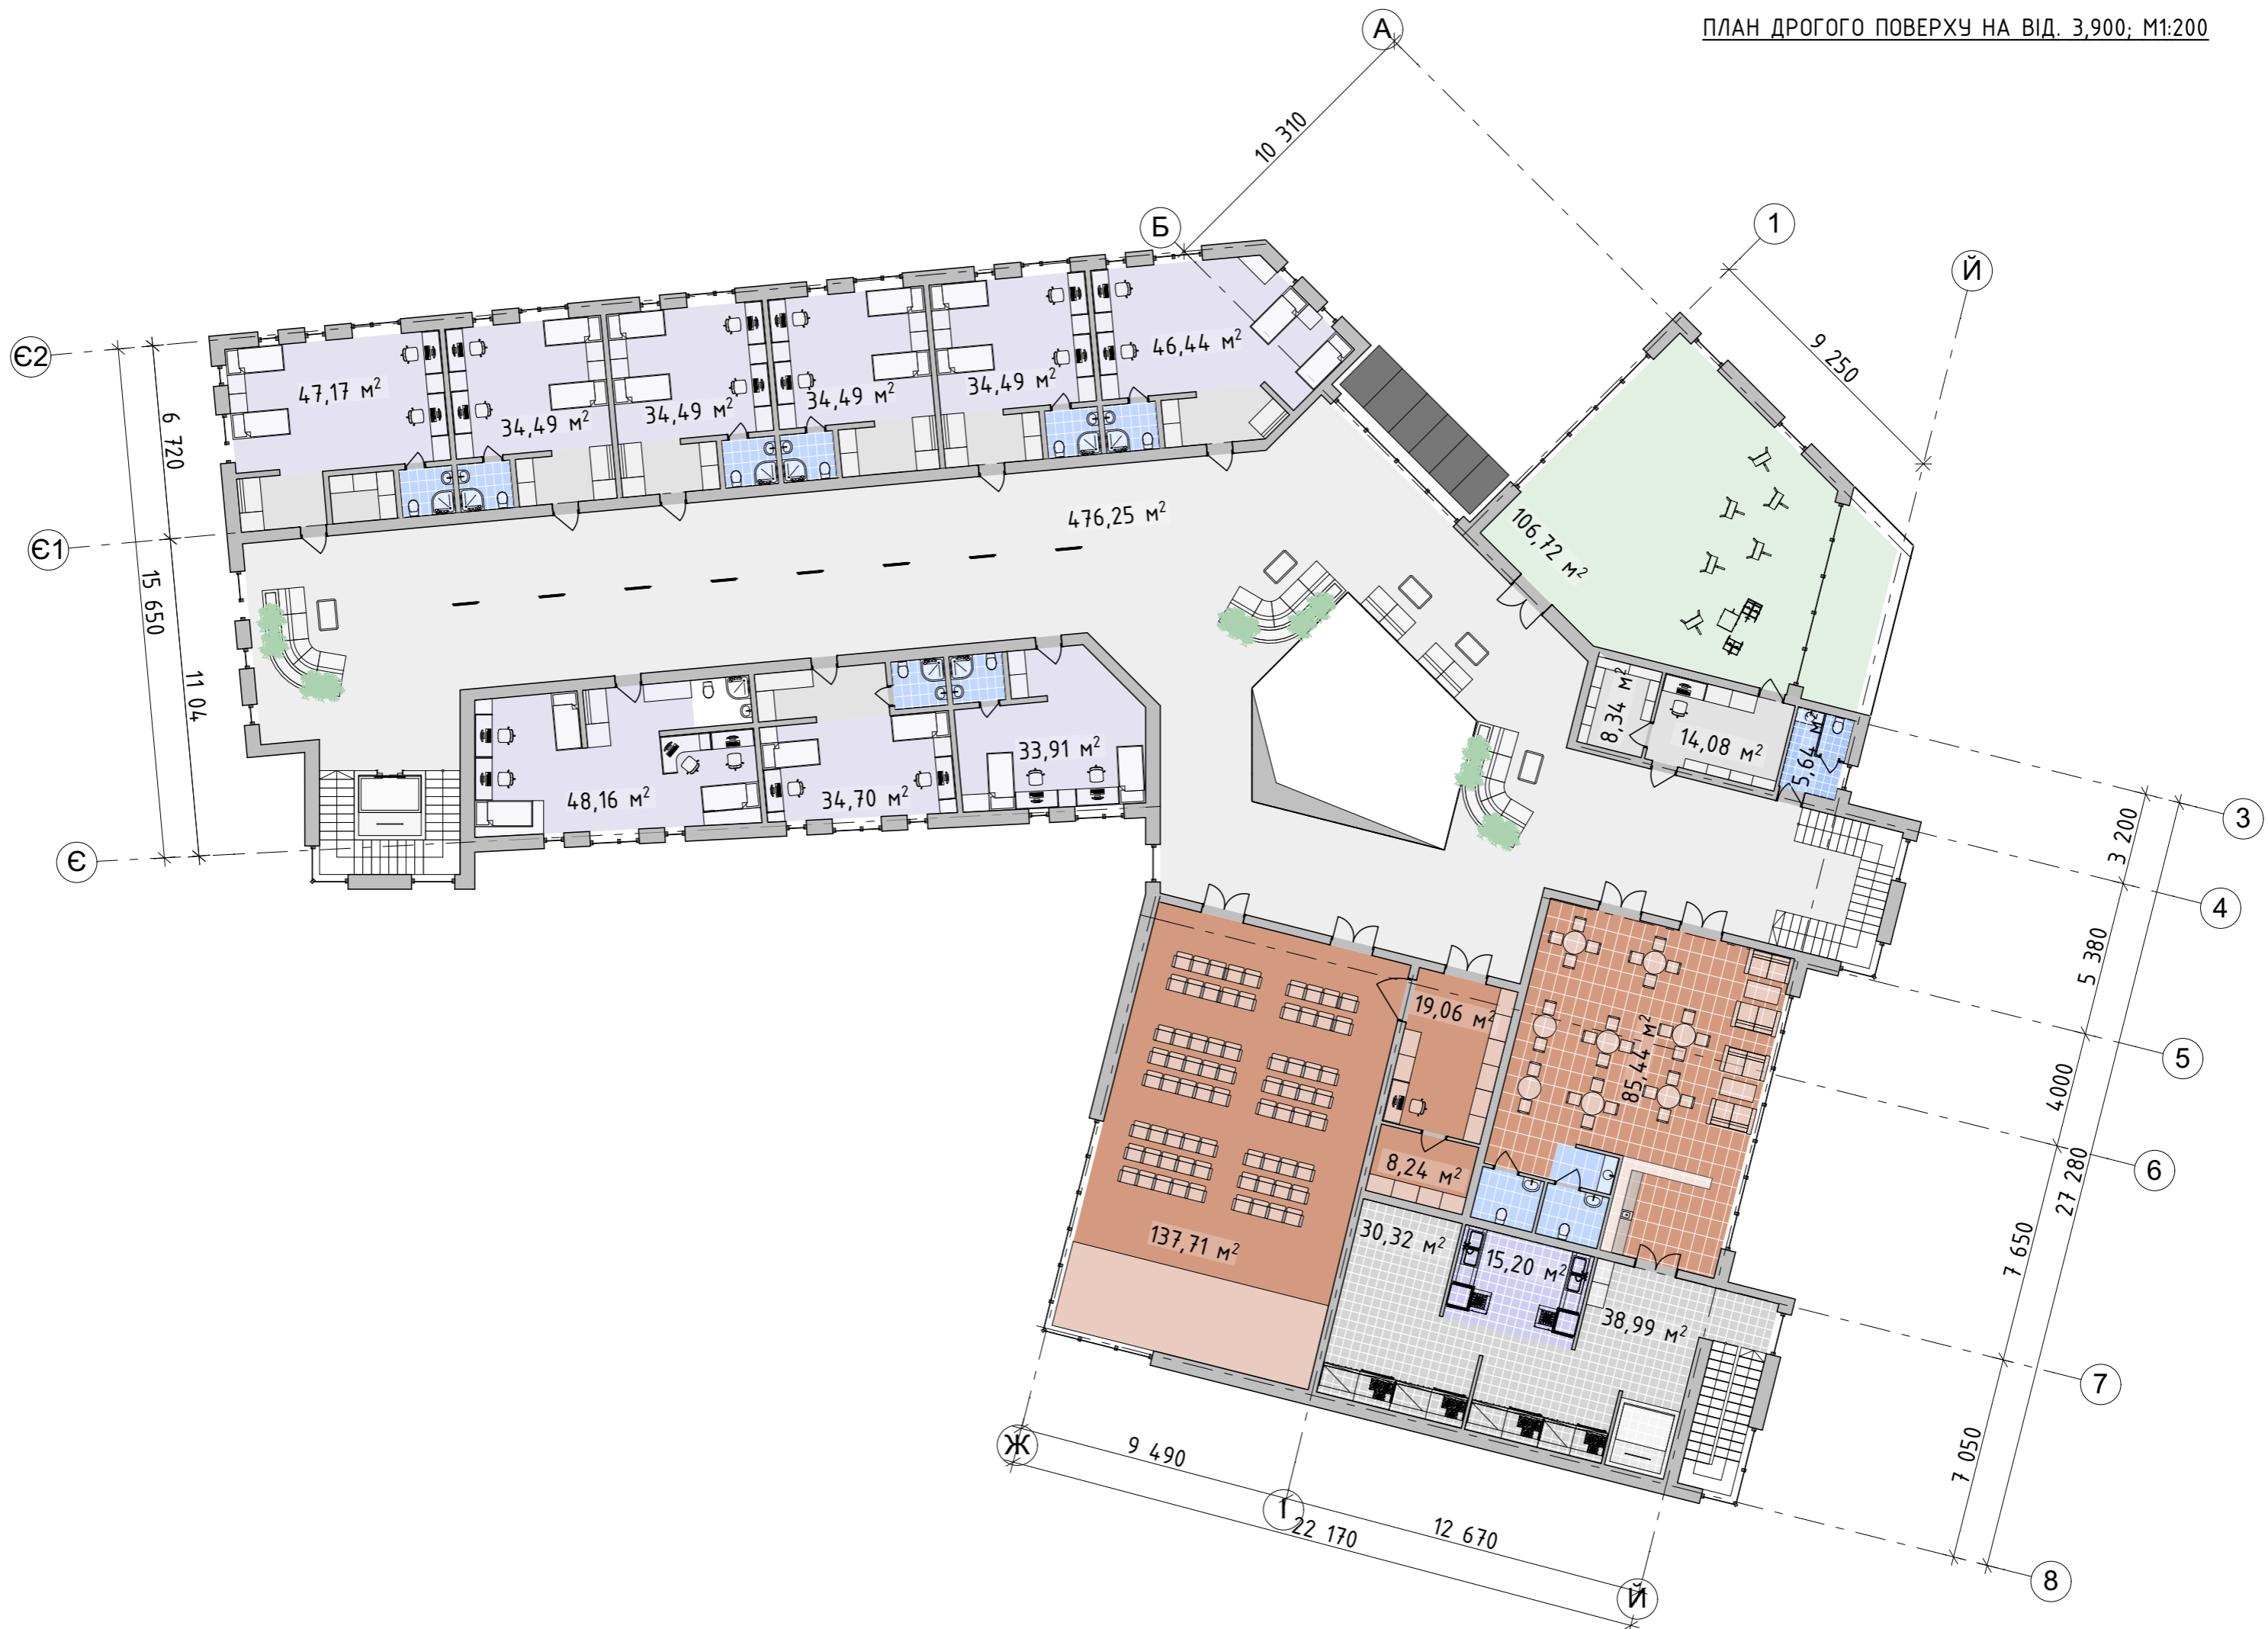 ПЛАН ДРОГОГО ПОВЕРХУ НА ВІД. 3,900; М1:200
А
10 310
Б
1
Й
9 250
Є2
6 720
Є1
15 650
11 04
Є
47,17 м²
34,49 м²
34,49 м²
34,49 м²
34,49 м²
46,44 м²
476,25 м²
106,72 м²
8,34 м²
14,08 м²
5,64 м²
48,16 м²
34,70 м²
33,91 м²
3
3 200
4
5 380
5
4000
6
27 280
7 650
7
7 050
8
19,06 м²
85,44 м²
8,24 м²
137,71 м²
30,32 м²
15,20 м²
38,99 м²
Ж
9 490
І
22 170
12 670
Й